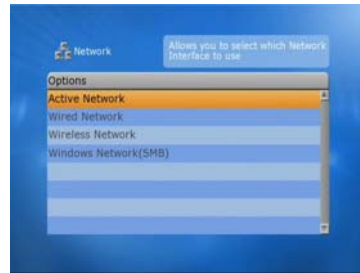 Network
Allows you to select which Network
Interface to use
Options
Active Network
Wired Network
Wireless Network
Windows Network(SMB)